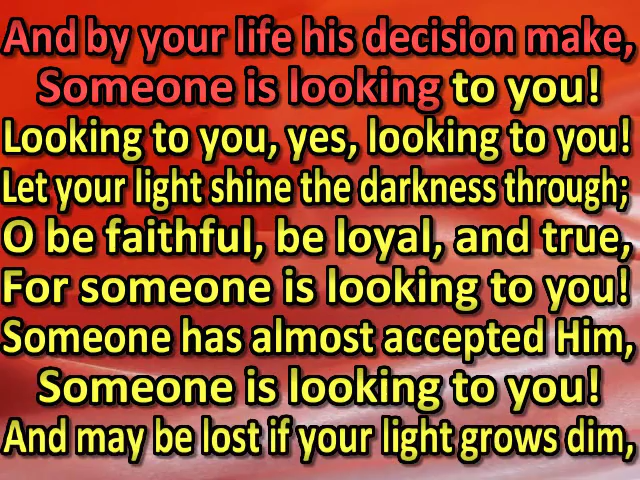 And by your life his decision make,
Someone is looking to you!
Looking to you, yes, looking to you!
Let your light shine the darkness through;
O be faithful, be loyal, and true,
For someone is looking to you!
Someone has almost accepted Him,
Someone is looking to you!
And may be lost if your light grows dim,